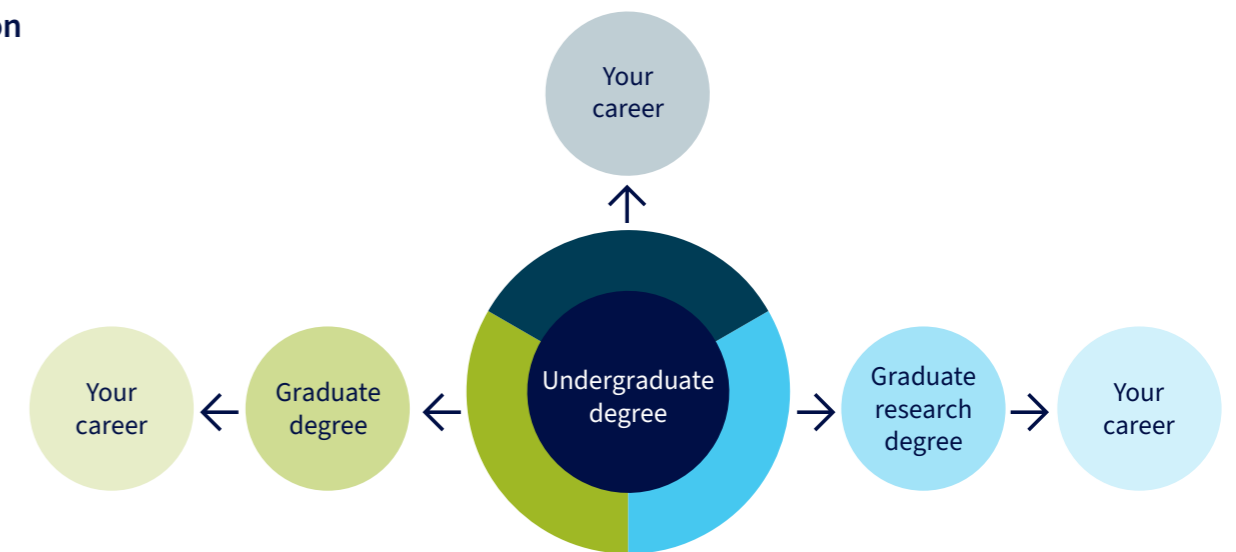 on
Your
career
Undergraduate
degree
Your
career
Graduate
degree
Graduate
research
degree
Your
career